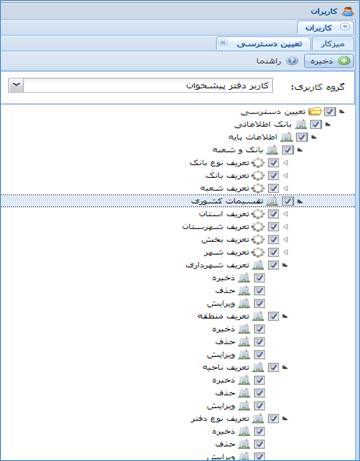 کاربران
کاربران
میزکار تعیین دسترسی
ذخیره راهنما
گروه کاربری: کاربر دفتر پیشخوان
تعیین دسترسی
بانک اطلاعاتی
اطلاعات پایه
بانک و شعبه
تعریف نوع بانک
تعریف بانک
تعریف شعبه
تقسیمات کشوری
تعریف استان
تعریف شهرستان
تعریف بخش
تعریف شهر
تعریف شهرداری
ذخیره
حذف
ویرایش
تعریف منطقه
ذخیره
حذف
ویرایش
تعریف ناحیه
ذخیره
حذف
ویرایش
تعریف نوع دفتر
ذخیره
حذف
ویرایش